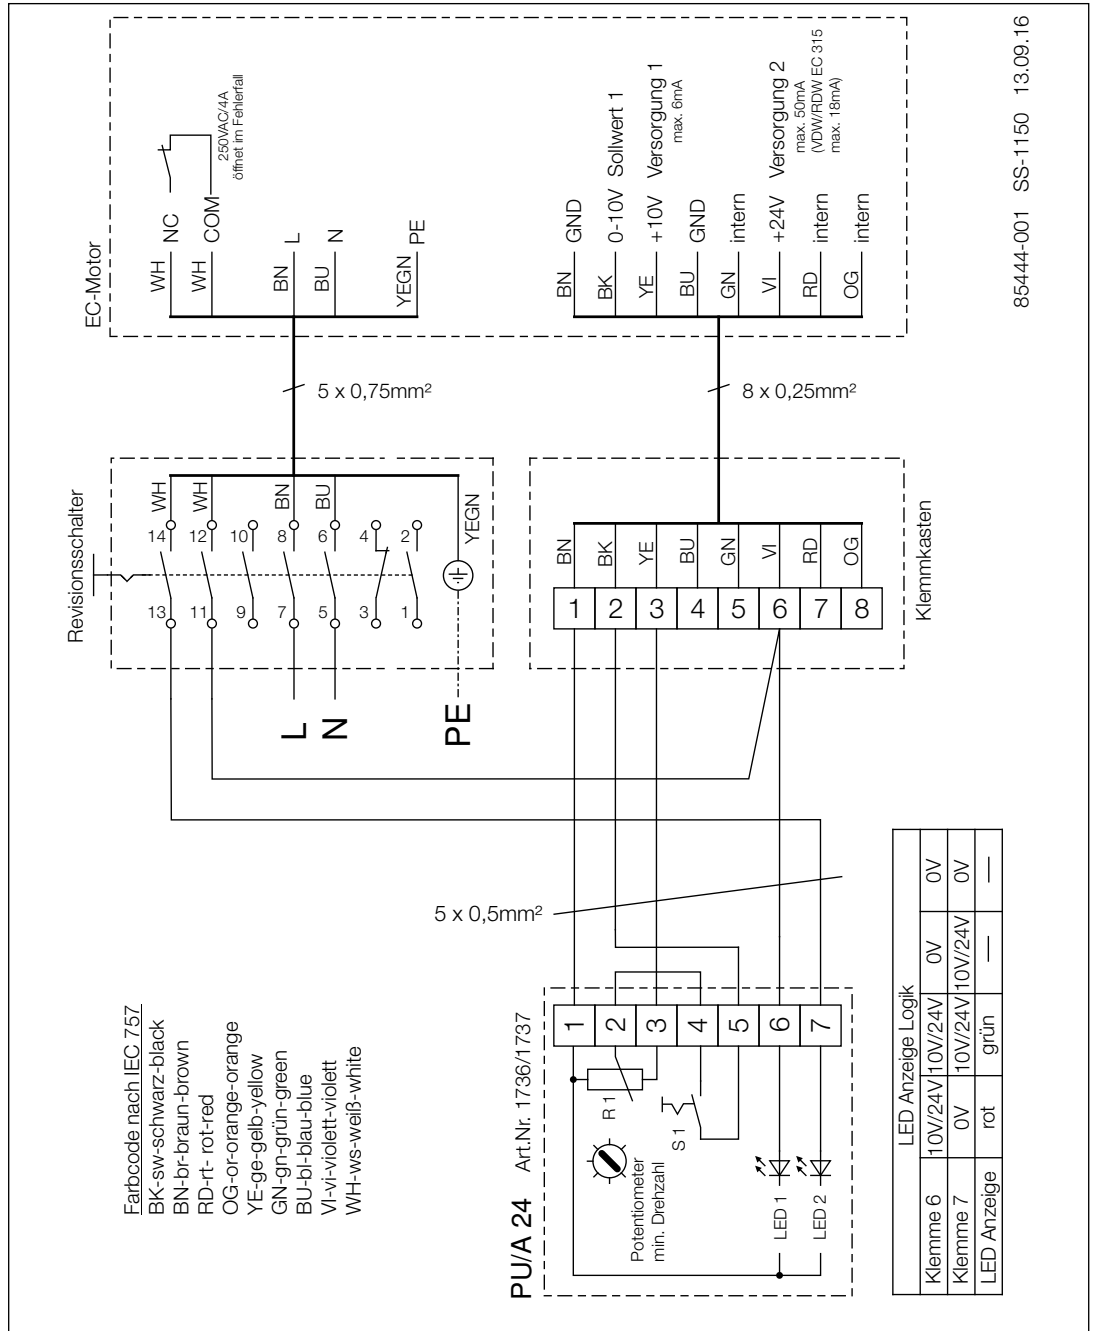 85444-001 SS-1150 13.09.16
EC-Motor
WH
NC
WH
COM
250VAC/4A
öffnet im Fehlerfall
BN
L
BU
N
YEGN
PE
BN
GND
BK
0-10V Sollwert 1
YE
+10V Versorgung 1
max. 6mA
BU
GND
GN
intern
VI
+24V Versorgung 2
max. 50mA
(VDW/RDW EC 315
max. 18mA)
RD
intern
OG
intern
5 x 0,75mm²
8 x 0,25mm²
Revisionsschalter
14
WH
12
WH
10
8
BN
6
BU
4
2
YEGN
13
11
9
7
5
3
1
L
N
PE
Klemmkasten
BN
BK
YE
BU
GN
VI
RD
OG
1
2
3
4
5
6
7
8
5 x 0,5mm²
Farbcode nach IEC 757
BK-sw-schwarz-black
BN-br-braun-brown
RD-rt- rot-red
OG-or-orange-orange
YE-ge-gelb-yellow
GN-gn-grün-green
BU-bl-blau-blue
VI-vi-violett-violett
WH-ws-weiß-white
PU/A 24 Art.Nr. 1736/1737
1
2
3
4
5
6
7
R 1
S 1
Potentiometer
min. Drehzahl
LED 1
LED 2
LED Anzeige Logik
Klemme 6 10V/24V 10V/24V 0V 0V
Klemme 7 0V 10V/24V 10V/24V 0V
LED Anzeige rot grün — —